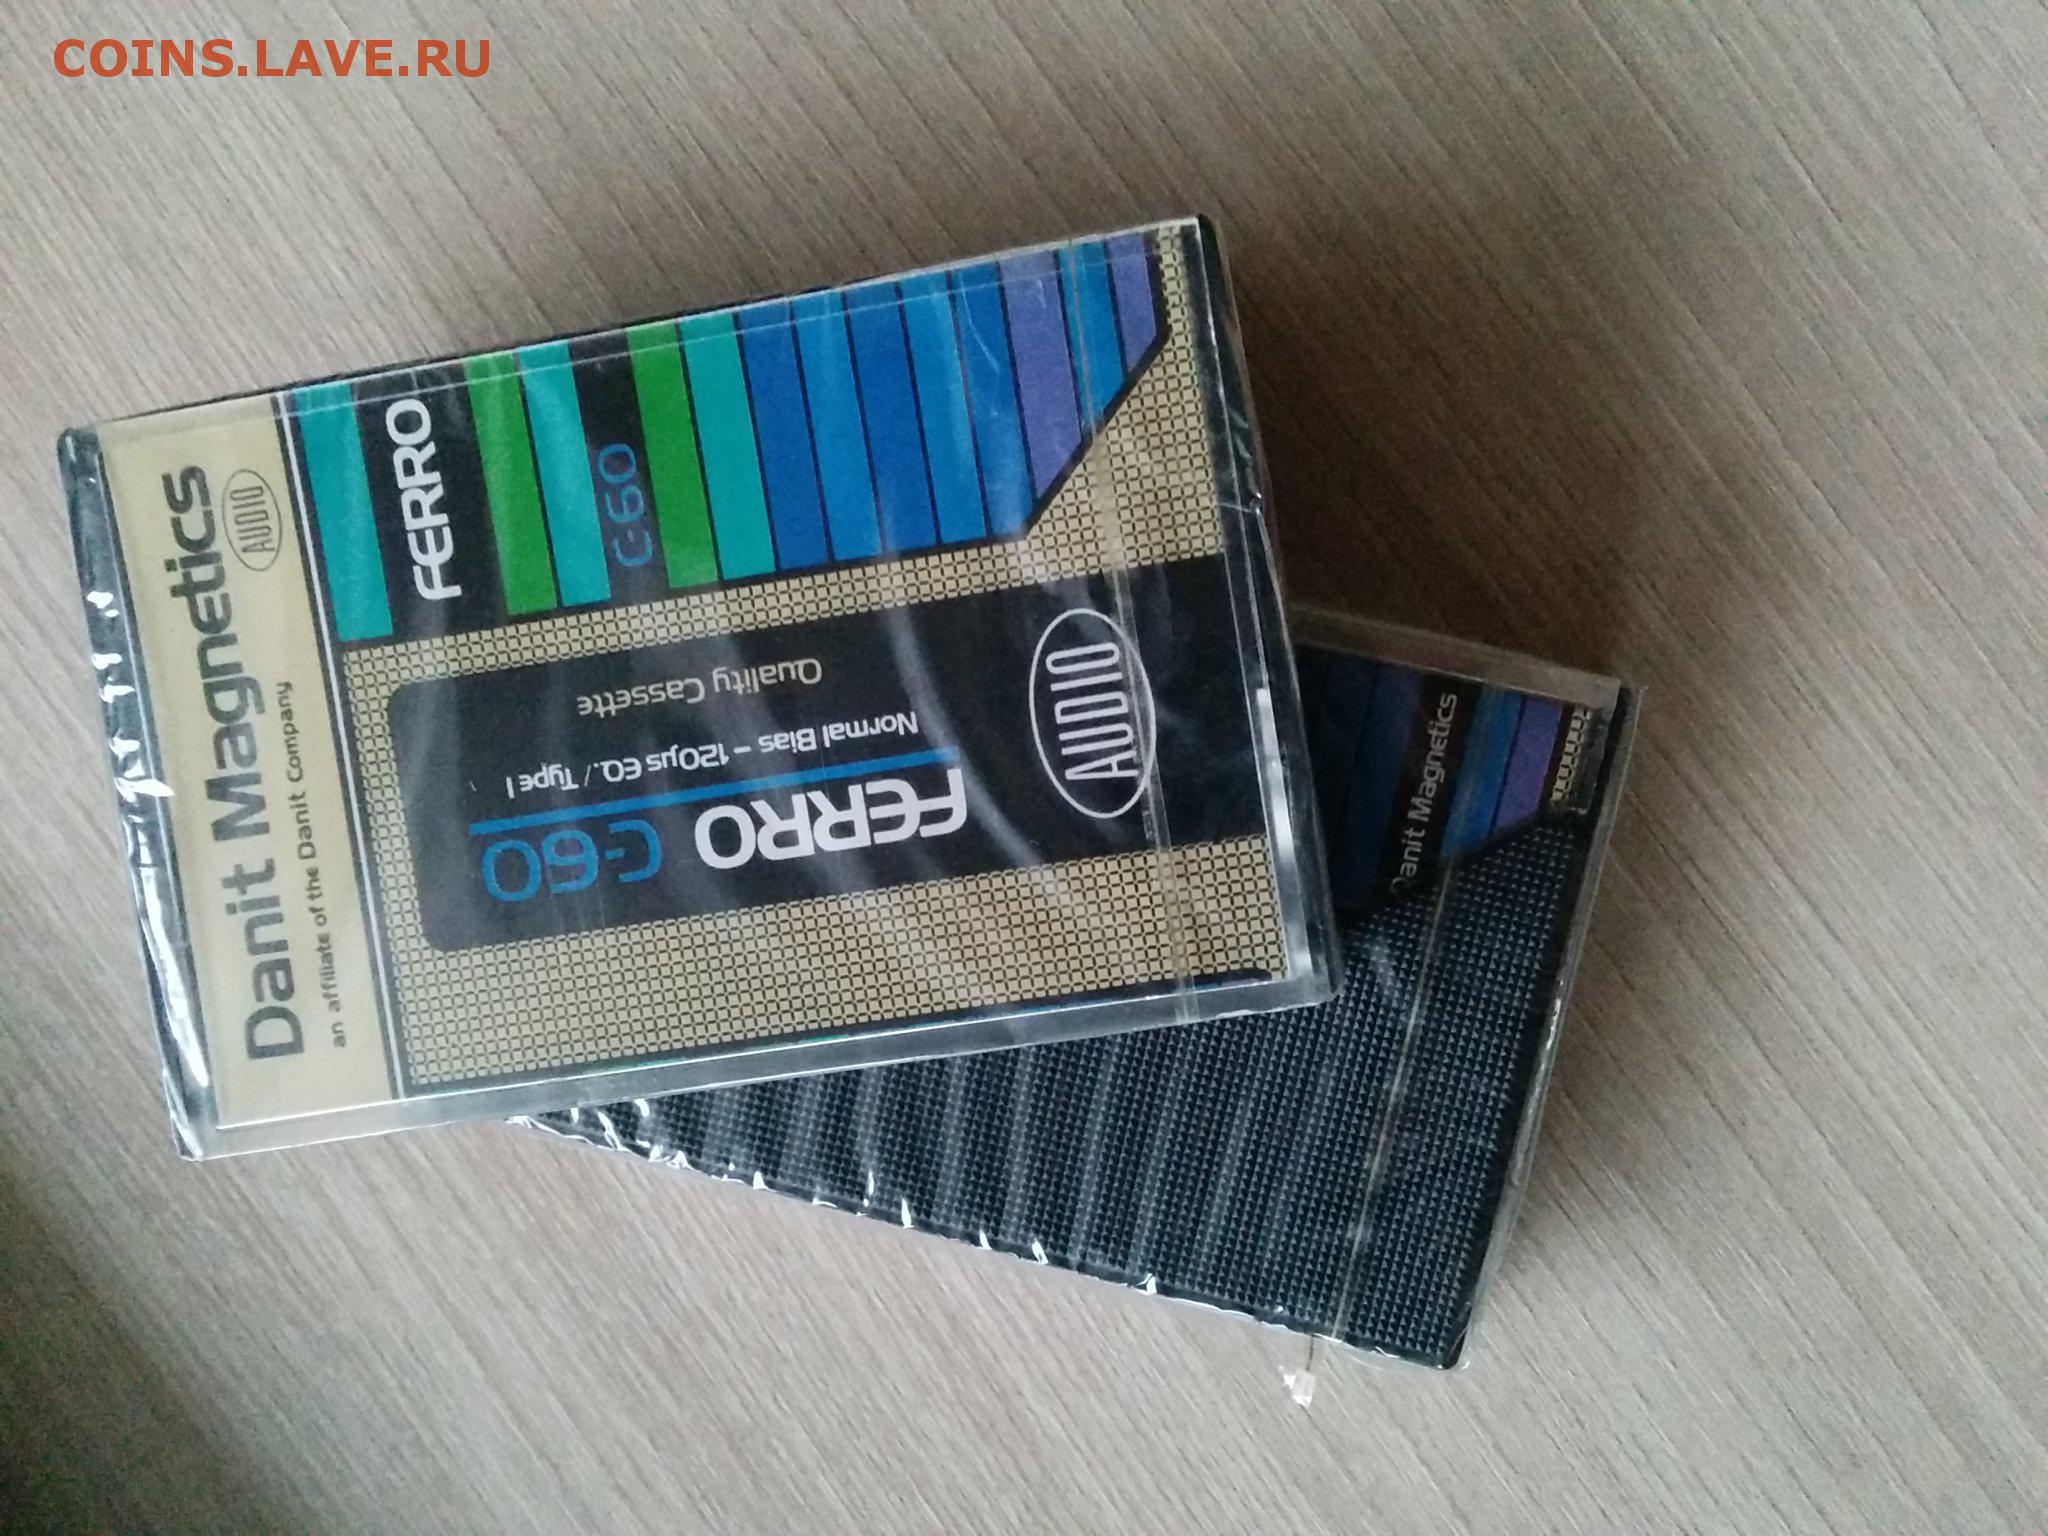 COINS.LAVE.RU
Danit Magnetics
an affiliate of the Danit Company
AUDIO
FERRO
C-60
Quality Cassette
Normal Bias – 120µs EQ. / Type I
FERRO C-60
AUDIO
Danit Magnetics